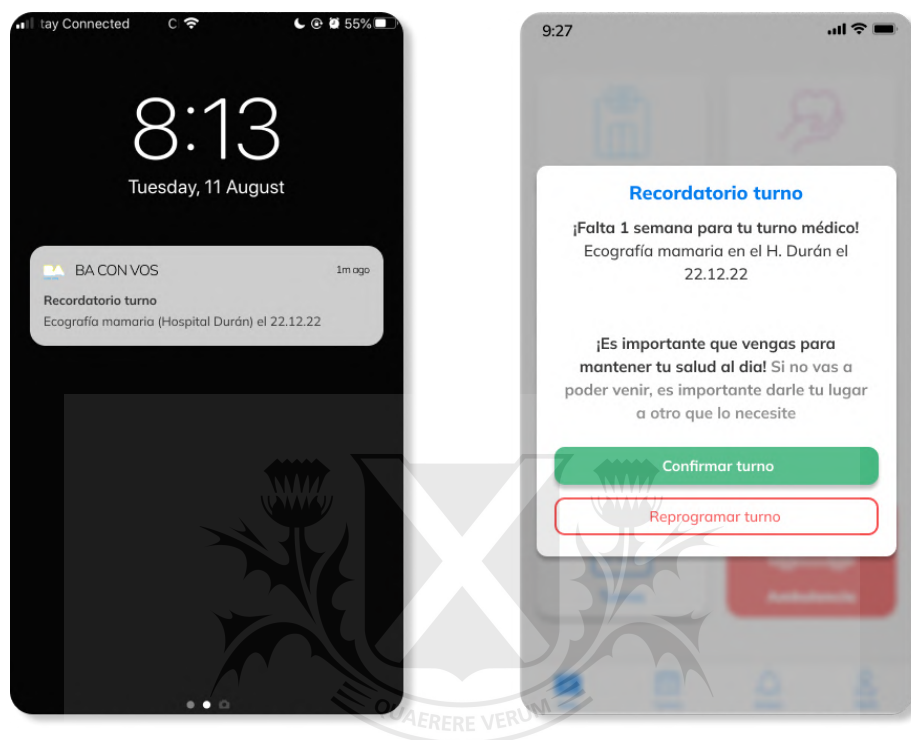 tay Connected
55%
8:13
Tuesday, 11 August
BA BA CON VOS 1m ago
Recordatorio turno
Ecografía mamaria (Hospital Durán) el 22.12.22
9:27
Recordatorio turno
¡Falta 1 semana para tu turno médico!
Ecografía mamaria en el H. Durán el
22.12.22
¡Es importante que vengas para
mantener tu salud al dia! Si no vas a
poder venir, es importante darle tu lugar
a otro que lo necesite
Confirmar turno
Reprogramar turno
Ambulancia
QUAERERE VERUM